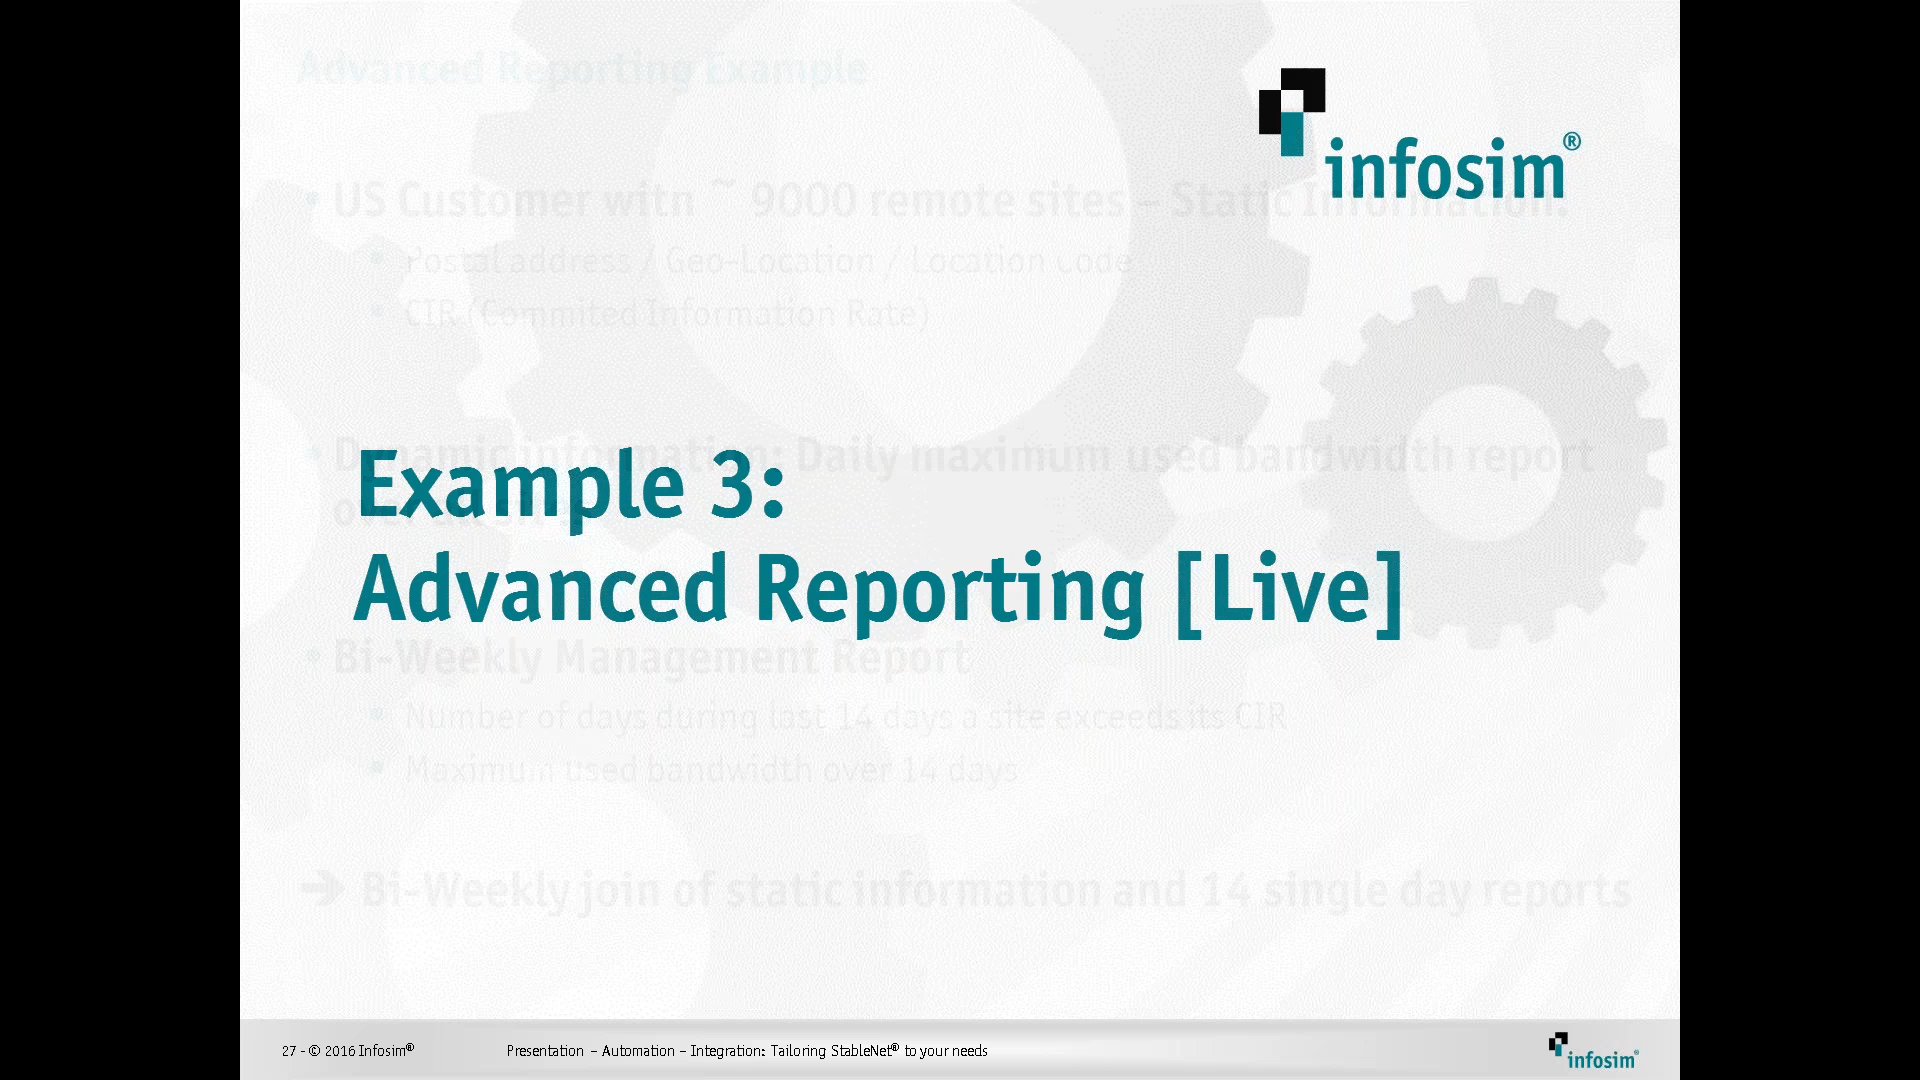 Advanced Reporting Example
infosim®
• US Customer with ~ 9000 remote sites – Static Information:
• Postal address / Geo-Location / Location Code
• CIR (Commited Information Rate)
• Dynamic information: Daily maximum used bandwidth report
over all sites
Example 3:
Advanced Reporting [Live]
• Bi-Weekly Management Report
• Number of days during last 14 days a site exceeds its CIR
• Maximum used bandwidth over 14 days
➔ Bi-Weekly join of static information and 14 single day reports
27 - © 2016 Infosim®
Presentation – Automation – Integration: Tailoring StableNet® to your needs
infosim®